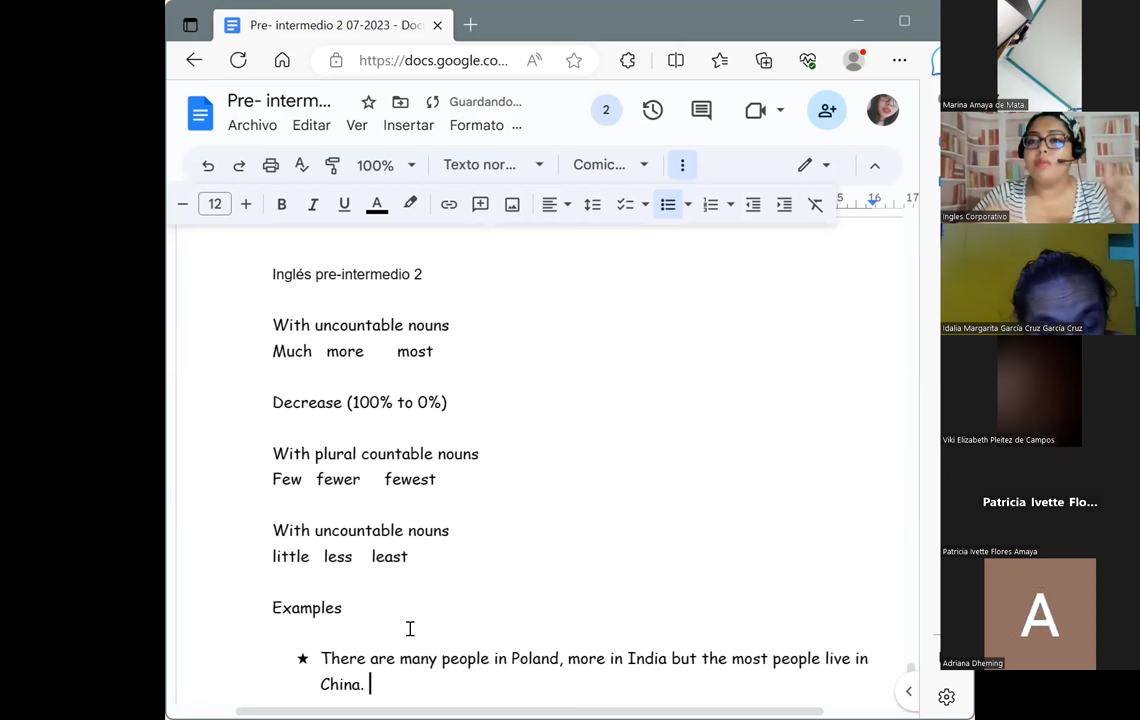 Pre- intermedio 2 07-2023 - Doc
https://docs.google.co...
Pre- interm...
Guardando...
2
Archivo Editar Ver Insertar Formato ...
100% Texto nor... Comic...
12
16 17
Inglés pre-intermedio 2
With uncountable nouns
Much more most
Decrease (100% to 0%)
With plural countable nouns
Few fewer fewest
With uncountable nouns
little less least
Examples
★ There are many people in Poland, more in India but the most people live in
China.
Marina Amaya de Mata.
Ingles Corporativo
Idalia Margarita García Cruz García Cruz
Viki Elizabeth Pleitez de Campos
Patricia Ivette Flo...
Patricia Ivette Flores Amaya
A
Adriana Dheming